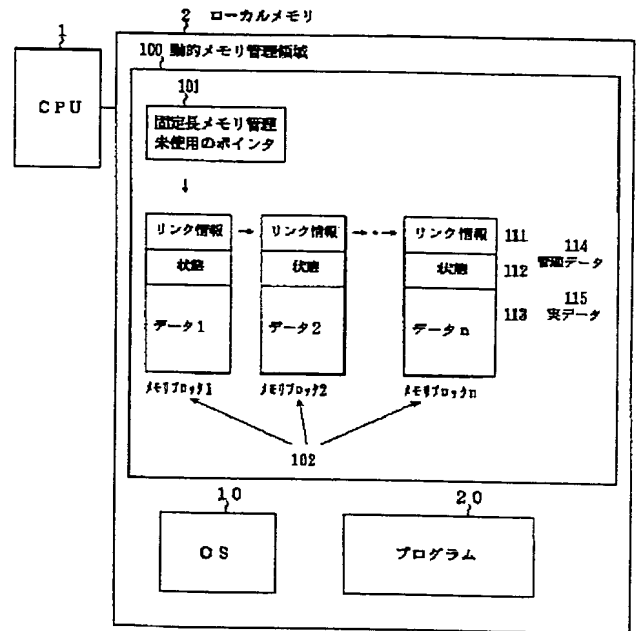 2 ローカルメモリ
1
100 動的メモリ管理領域
CPU
101
固定長メモリ管理
未使用のポインタ
↓
リンク情報 → リンク情報 →・→ リンク情報 111
114
管理データ
状態 状態 状態 112
データ1 データ2 データn 113
115
実データ
メモリブロック1 メモリブロック2 メモリブロックn
102
10 20
OS プログラム